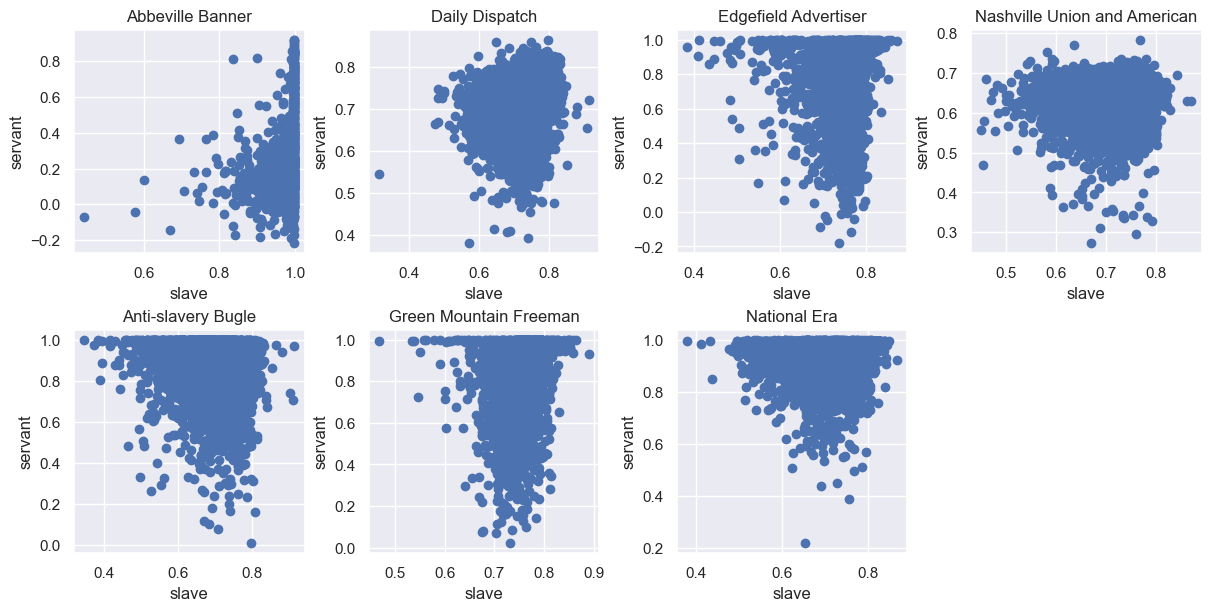 Abbeville Banner
servant
0.8
0.6
0.4
0.2
0.0
−0.2
0.6 0.8 1.0
slave
Daily Dispatch
servant
0.8
0.7
0.6
0.5
0.4
0.4 0.6 0.8
slave
Edgefield Advertiser
servant
1.0
0.8
0.6
0.4
0.2
0.0
−0.2
0.4 0.6 0.8
slave
Nashville Union and American
servant
0.8
0.7
0.6
0.5
0.4
0.3
0.5 0.6 0.7 0.8
slave
Anti-slavery Bugle
servant
1.0
0.8
0.6
0.4
0.2
0.0
0.4 0.6 0.8
slave
Green Mountain Freeman
servant
1.0
0.8
0.6
0.4
0.2
0.0
0.5 0.6 0.7 0.8 0.9
slave
National Era
servant
1.0
0.8
0.6
0.4
0.2
0.4 0.6 0.8
slave